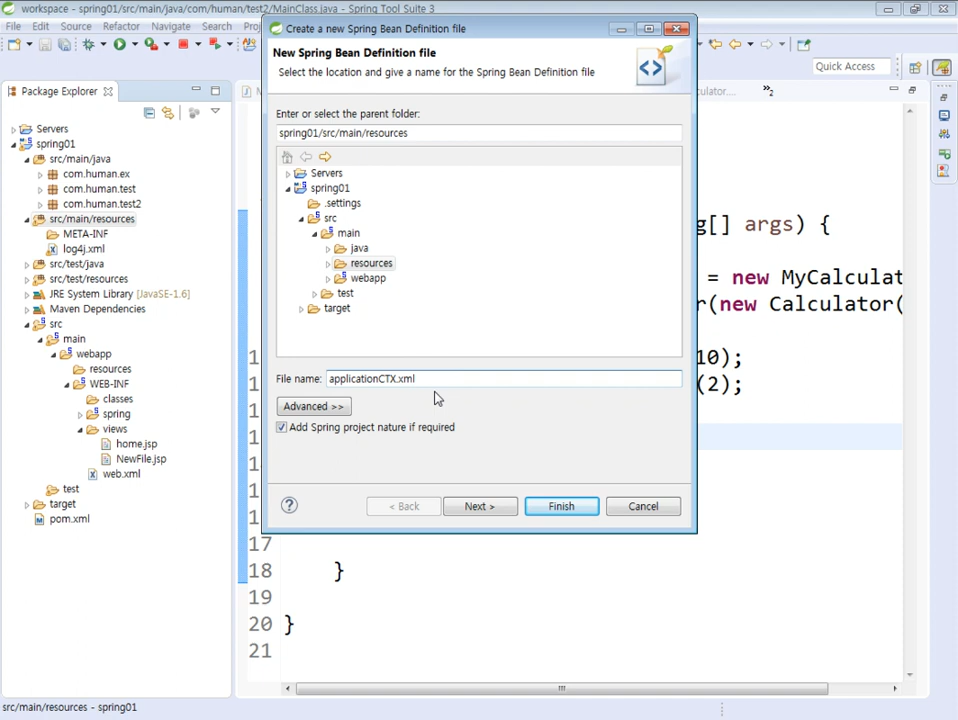 workspace - spring01/src/main/java/com/human/test2/MainClass.java - Spring Tool Suite 3
File Edit Source Refactor Navigate Search
Quick Access
Package Explorer
Servers
spring01
src/main/java
com.human.ex
com.human.test
com.human.test2
src/main/resources
META-INF
log4j.xml
src/test/java
src/test/resources
JRE System Library [JavaSE-1.6]
Maven Dependencies
src
main
webapp
resources
WEB-INF
classes
spring
views
home.jsp
NewFile.jsp
web.xml
test
target
pom.xml
Create a new Spring Bean Definition file
New Spring Bean Definition file
Select the location and give a name for the Spring Bean Definition file
Enter or select the parent folder:
spring01/src/main/resources
Servers
spring01
.settings
src
main
java
resources
webapp
test
target
File name: applicationCTX.xml
Advanced >>
Add Spring project nature if required
< Back Next > Finish Cancel
2
[] args) {
= new MyCalculat
(new Calculator(
10);
(2);
17
18 }
19
20 }
21
src/main/resources - spring01